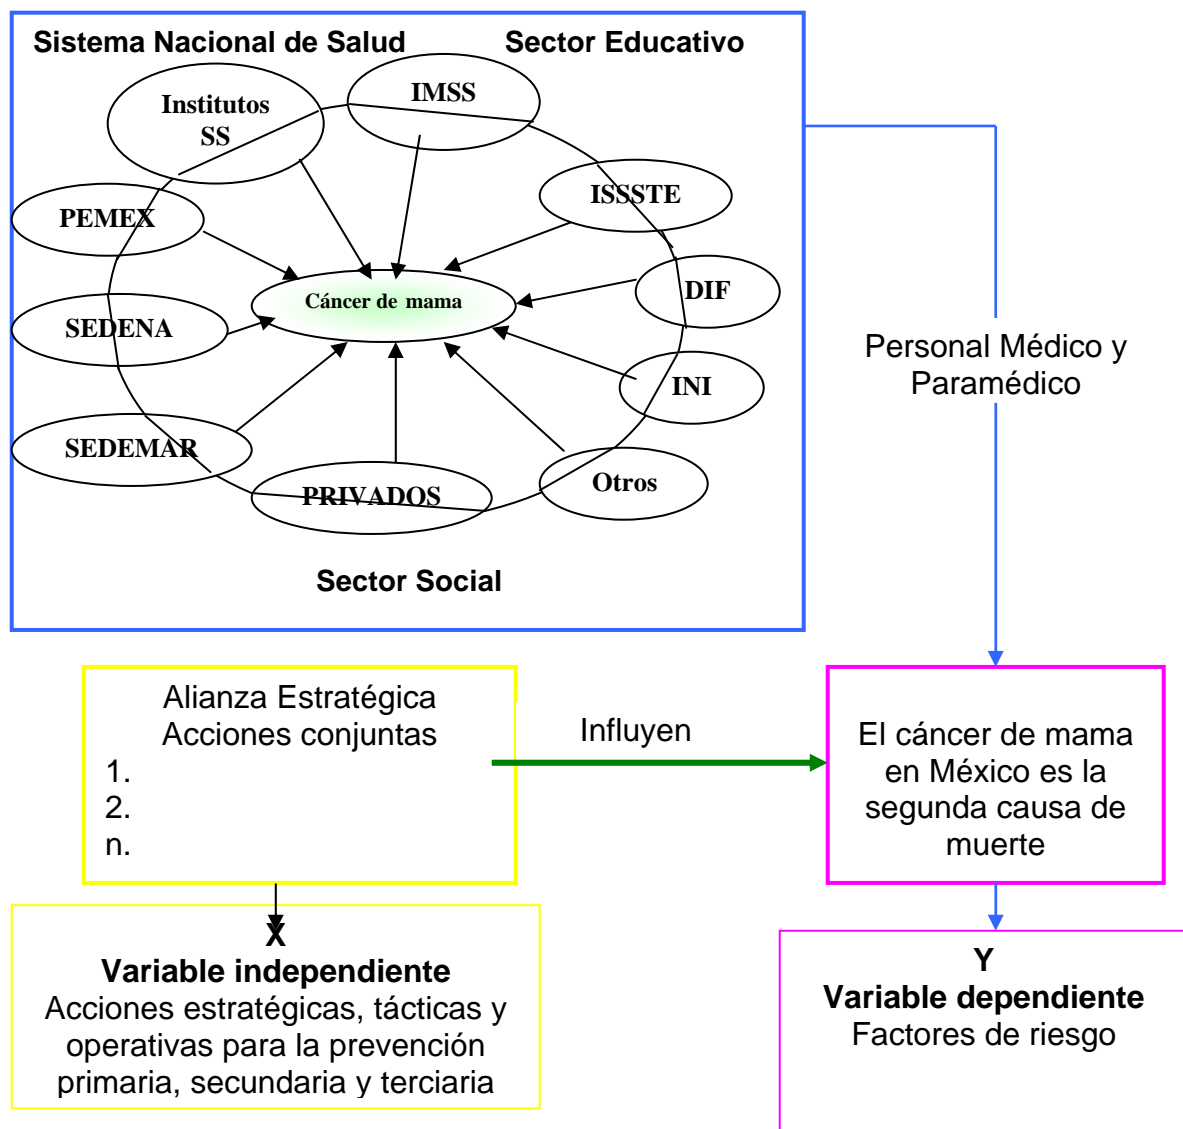 Sistema Nacional de Salud
Sector Educativo
Institutos
SS
IMSS
PEMEX
ISSSTE
SEDENA
Cáncer de mama
DIF
SEDEMAR
INI
PRIVADOS
Otros
Sector Social
Personal Médico y
Paramédico
Alianza Estratégica
Acciones conjuntas
1.
2.
n.
Influyen
El cáncer de mama
en México es la
segunda causa de
muerte
X
Variable independiente
Acciones estratégicas, tácticas y
operativas para la prevención
primaria, secundaria y terciaria
Y
Variable dependiente
Factores de riesgo